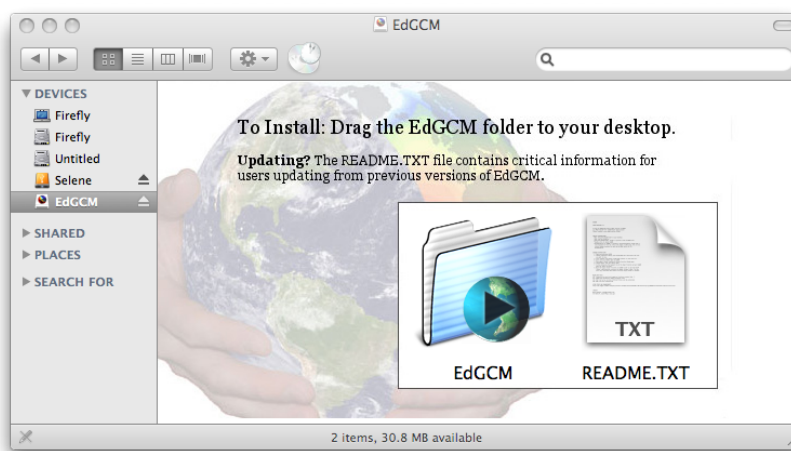 EdGCM
DEVICES
Firefly
Firefly
Untitled
Selene
EdGCM
SHARED
PLACES
SEARCH FOR
To Install: Drag the EdGCM folder to your desktop.
Updating? The README.TXT file contains critical information for
users updating from previous versions of EdGCM.
TXT
EdGCM
README.TXT
2 items, 30.8 MB available